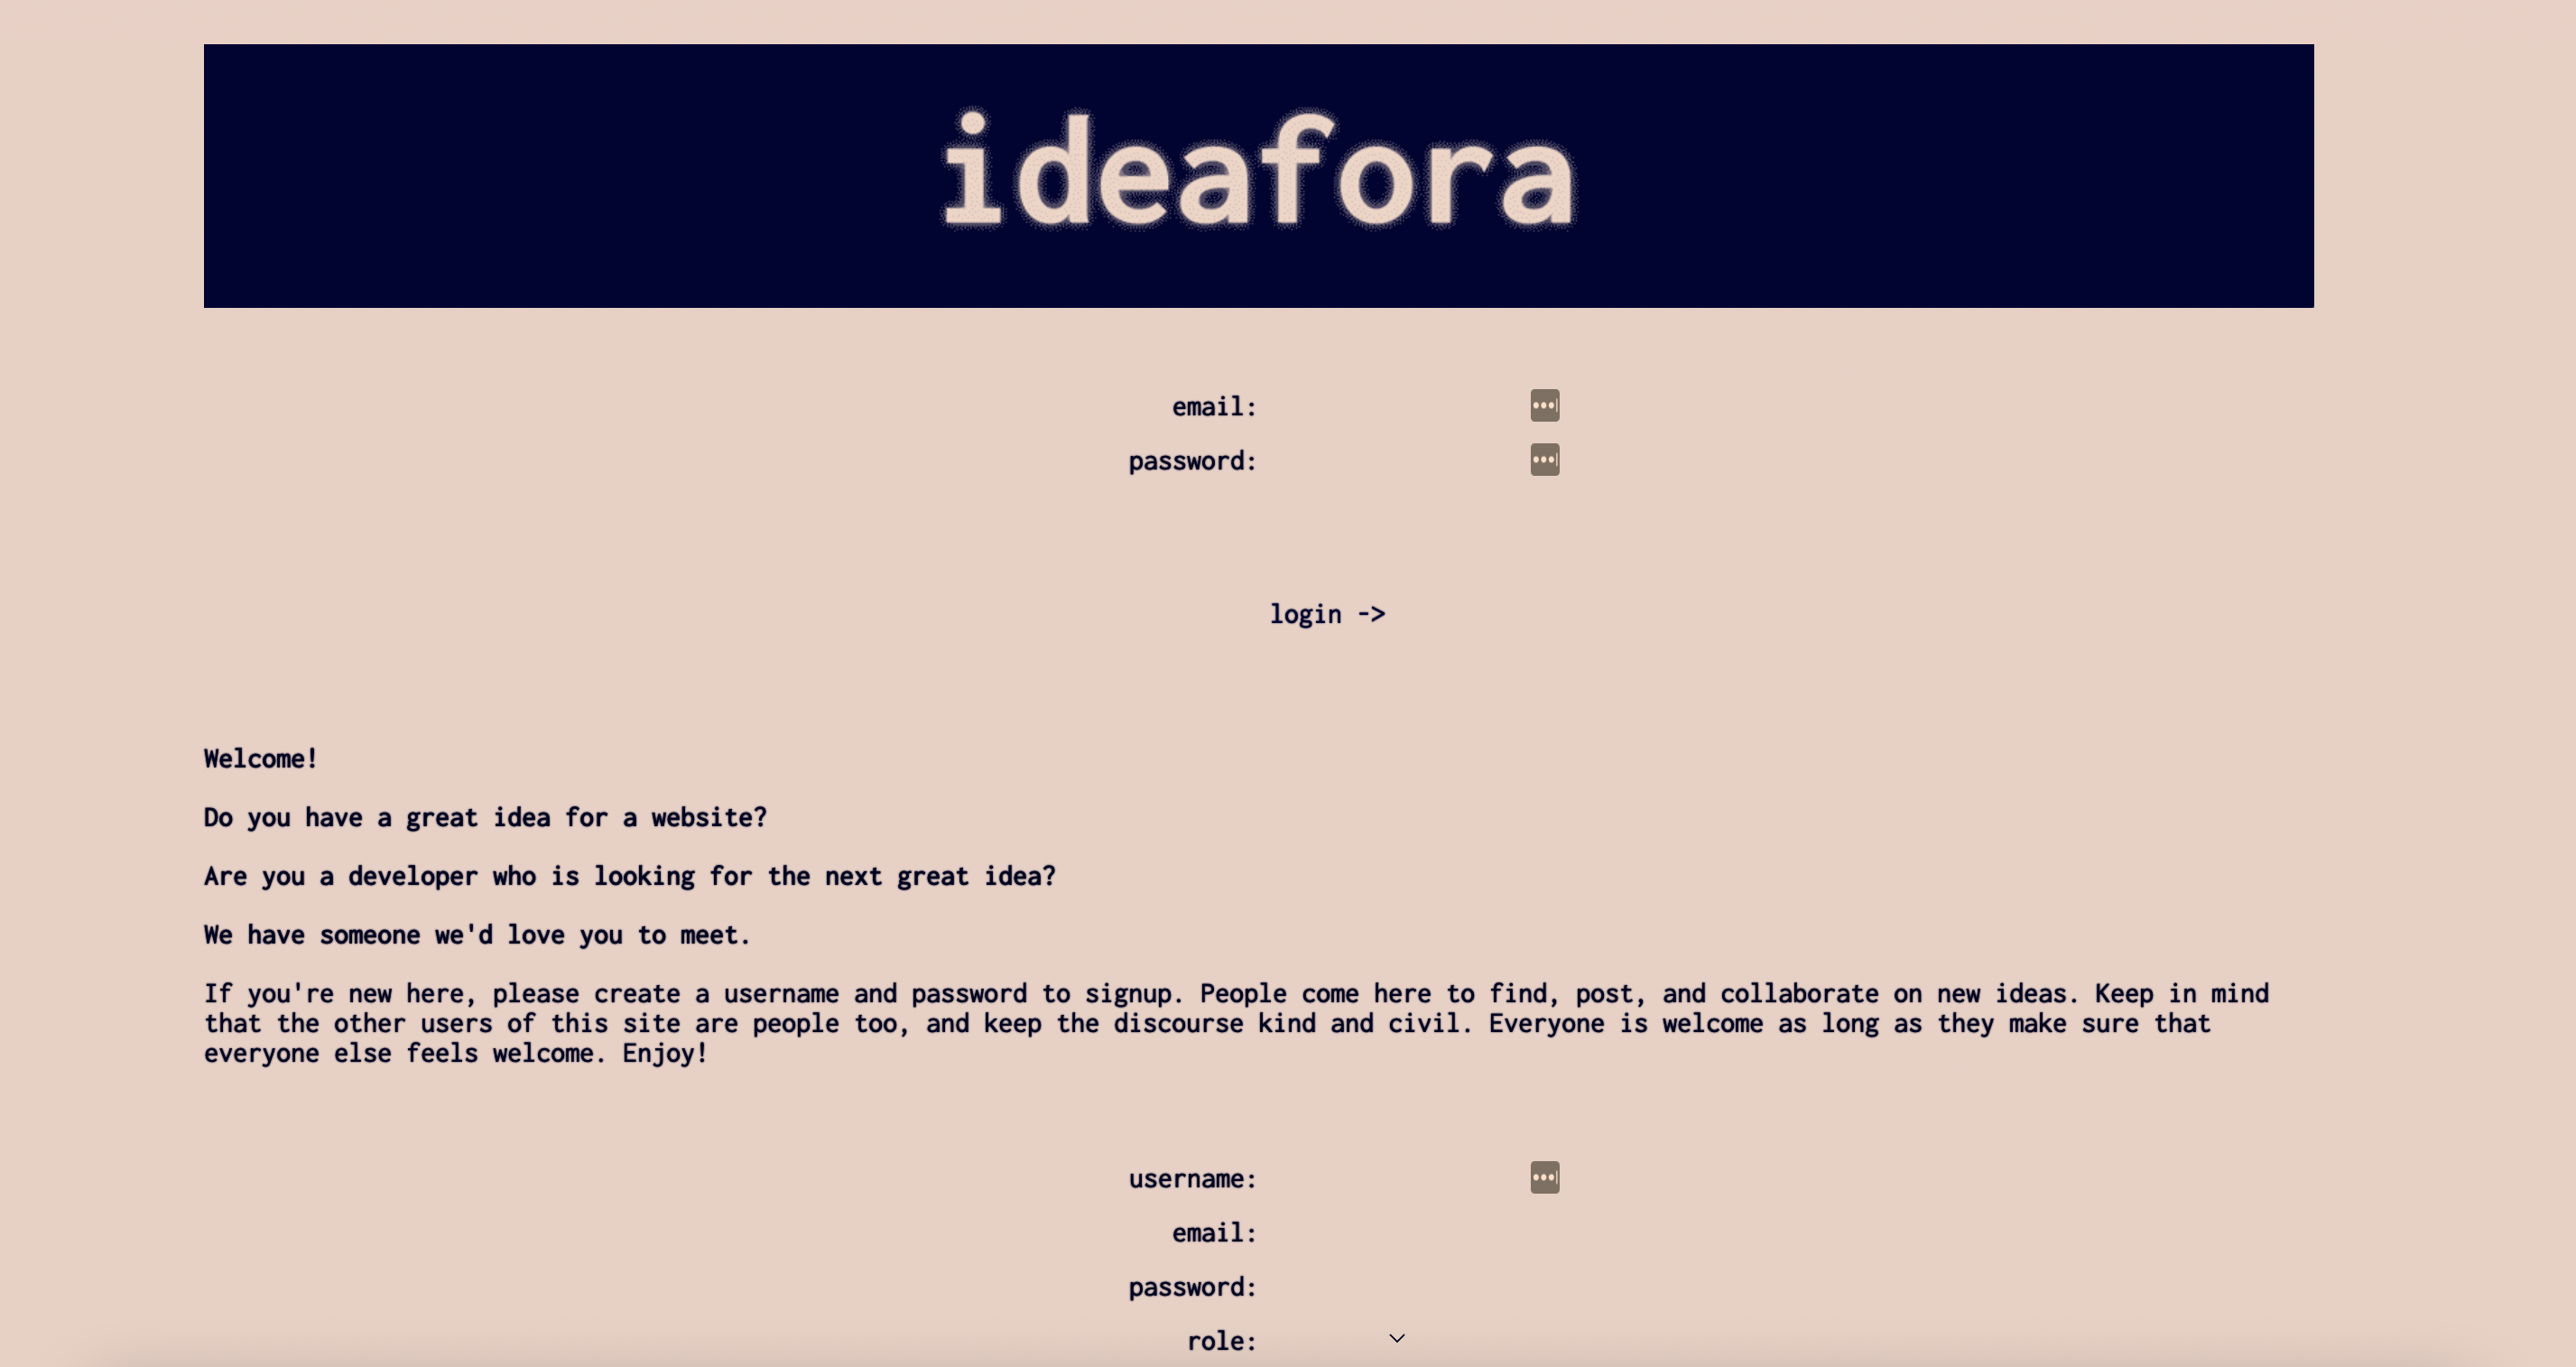 ideafora
email:
password:
login ->
Welcome!
Do you have a great idea for a website?
Are you a developer who is looking for the next great idea?
We have someone we'd love you to meet.
If you're new here, please create a username and password to signup. People come here to find, post, and collaborate on new ideas. Keep in mind
that the other users of this site are people too, and keep the discourse kind and civil. Everyone is welcome as long as they make sure that
everyone else feels welcome. Enjoy!
username:
email:
password:
role: